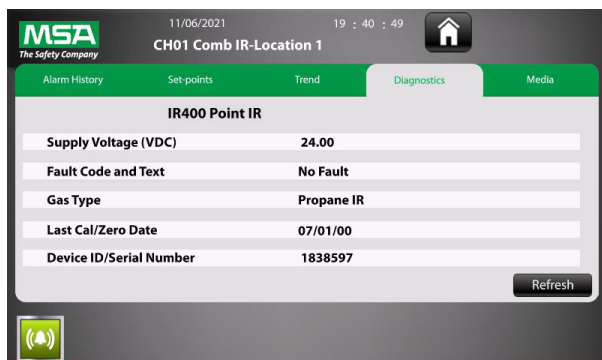 MSA
The Safety Company
11/06/2021
19 : 40 : 49
CH01 Comb IR-Location 1
Alarm History
Set-points
Trend
Diagnostics
Media
IR400 Point IR
Supply Voltage (VDC) 24.00
Fault Code and Text No Fault
Gas Type Propane IR
Last Cal/Zero Date 07/01/00
Device ID/Serial Number 1838597
Refresh